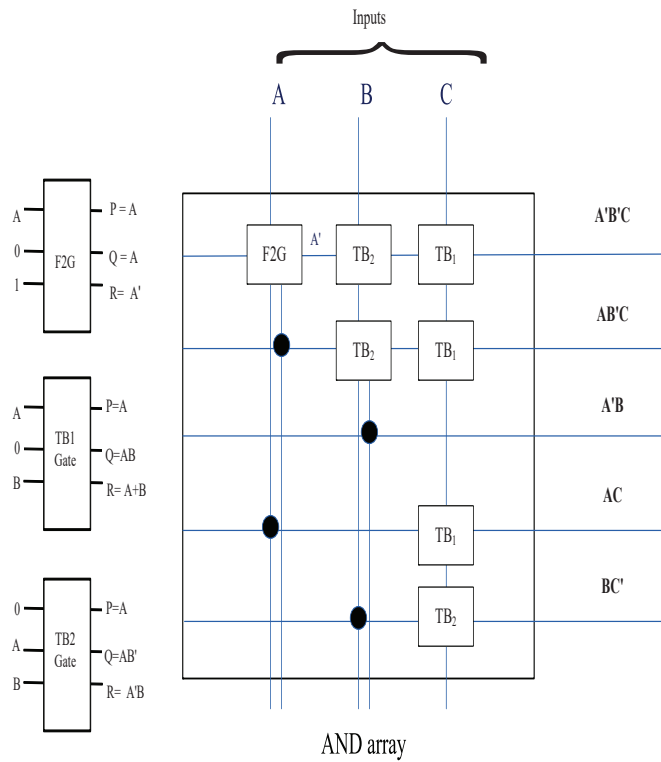 Inputs
A B C
A P = A
0 F2G Q = A
1 R= A'
F2G A' TB2 TB1 A'B'C
TB2 TB1 AB'C
A P=A
0 TB1 Q=AB
Gate
B R= A+B
A'B
AC
TB1
0 P=A
A TB2 Q=AB'
Gate
B R= A'B
BC'
TB2
AND array